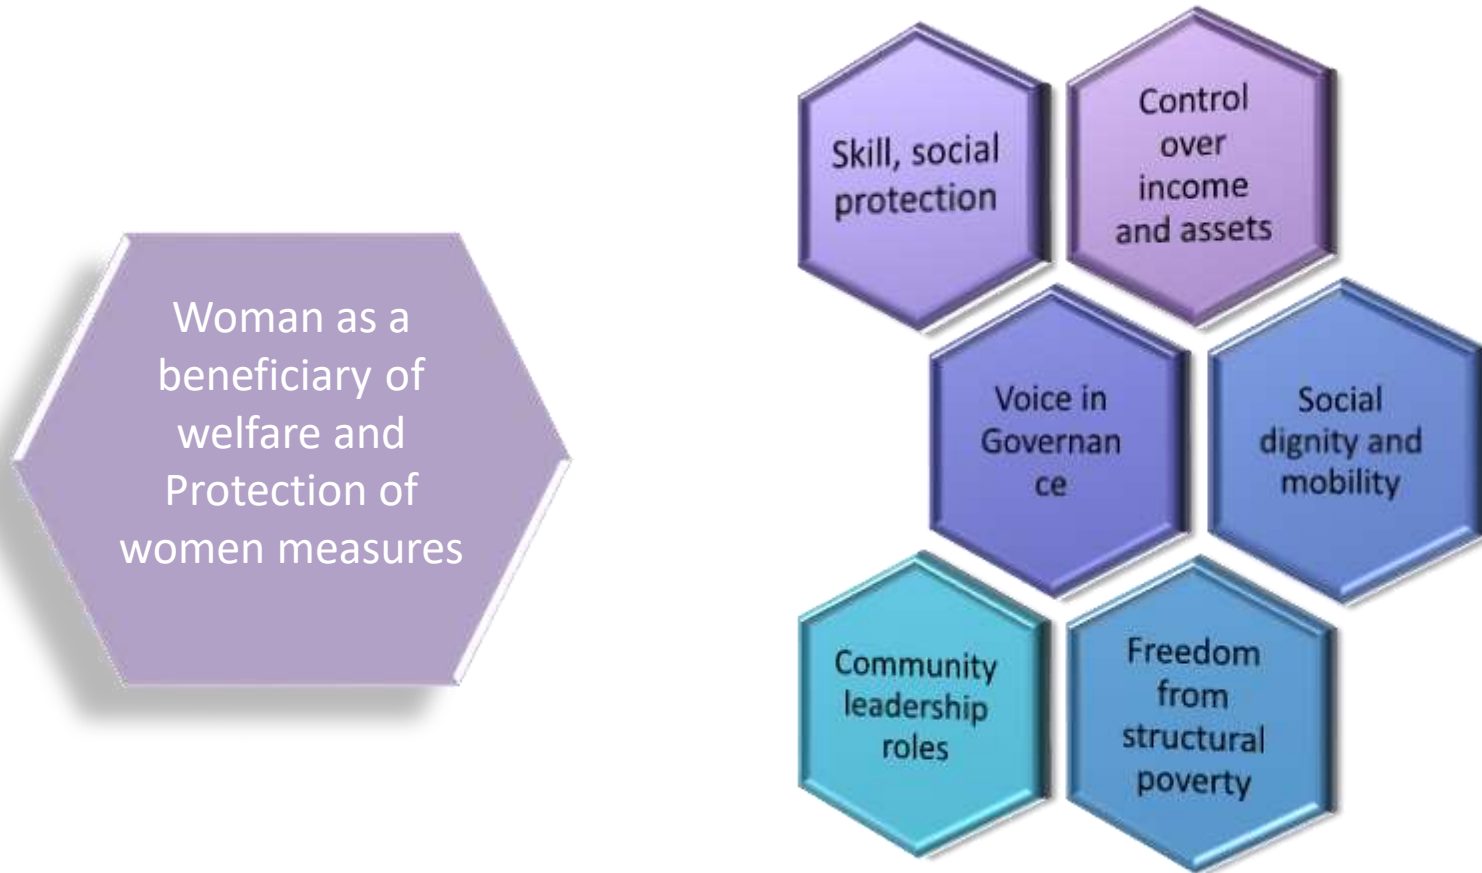 Woman as a
beneficiary of
welfare and
Protection of
women measures
Skill, social
protection
Control
over
income
and assets
Voice in
Governan
ce
Social
dignity and
mobility
Community
leadership
roles
Freedom
from
structural
poverty